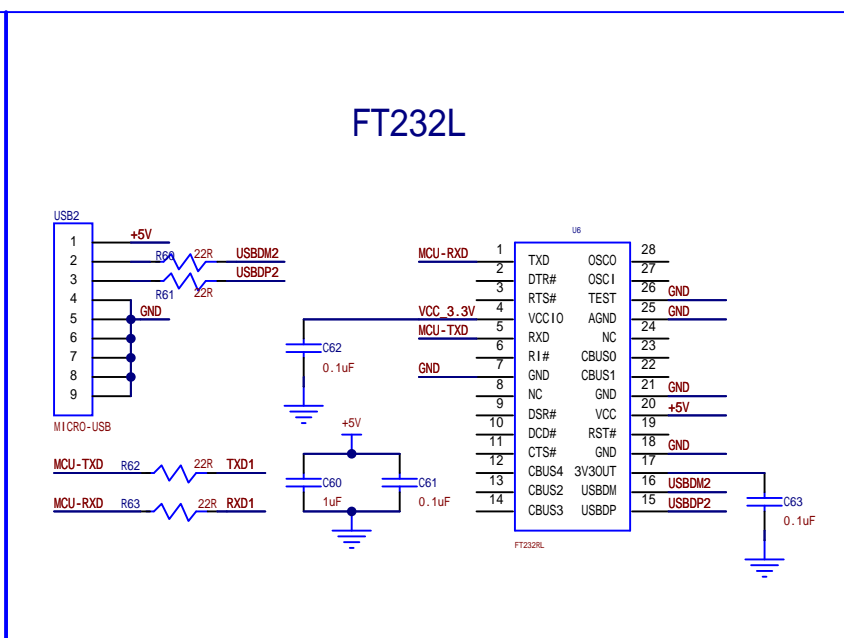 FT232L
USB2
1
2
3
4
5
6
7
8
9
MICRO-USB
+5V
R60
22R
USBDM2
USBDP2
R61
22R
GND
MCU-TXD
R62
22R
TXD1
MCU-RXD
R63
22R
RXD1
C62
0.1uF
+5V
C60
1uF
C61
0.1uF
MCU-RXD
VCC_3.3V
MCU-TXD
GND
U6
1 TXD OSCO 28
2 DTR# OSCI 27
3 RTS# TEST 26 GND
4 VCCIO AGND 25 GND
5 RXD NC 24
6 RI# CBUS0 23
7 GND CBUS1 22
8 NC GND 21 GND
9 DSR# VCC 20 +5V
10 DCD# RST# 19
11 CTS# GND 18 GND
12 CBUS4 3V3OUT 17
13 CBUS2 USBDM 16 USBDM2
14 CBUS3 USBDP 15 USBDP2
FT232RL
C63
0.1uF